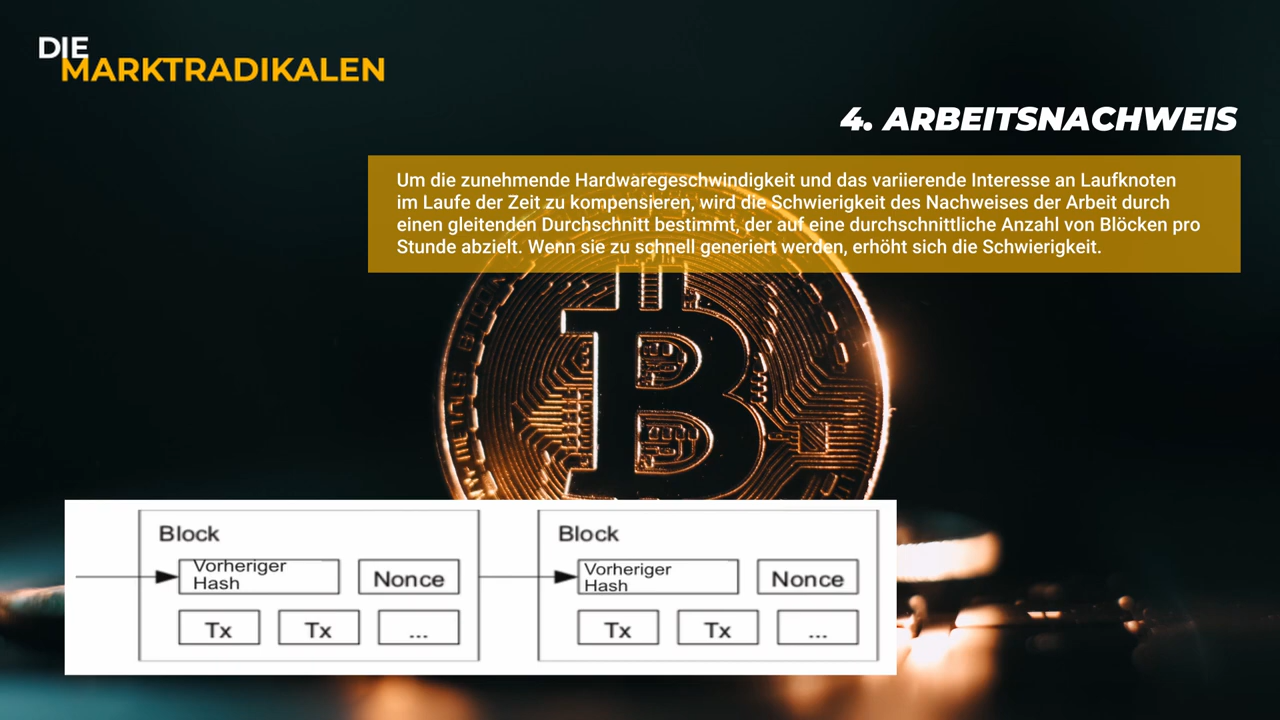 DIE
MARKTRADIKALEN
4. ARBEITSNACHWEIS
Um die zunehmende Hardwaregeschwindigkeit und das variierende Interesse an Laufknoten
im Laufe der Zeit zu kompensieren, wird die Schwierigkeit des Nachweises der Arbeit durch
einen gleitenden Durchschnitt bestimmt, der auf eine durchschnittliche Anzahl von Blöcken pro
Stunde abzielt. Wenn sie zu schnell generiert werden, erhöht sich die Schwierigkeit.
Block
Vorheriger
Hash
Nonce
Tx
Tx
...
Block
Vorheriger
Hash
Nonce
Tx
Tx
...